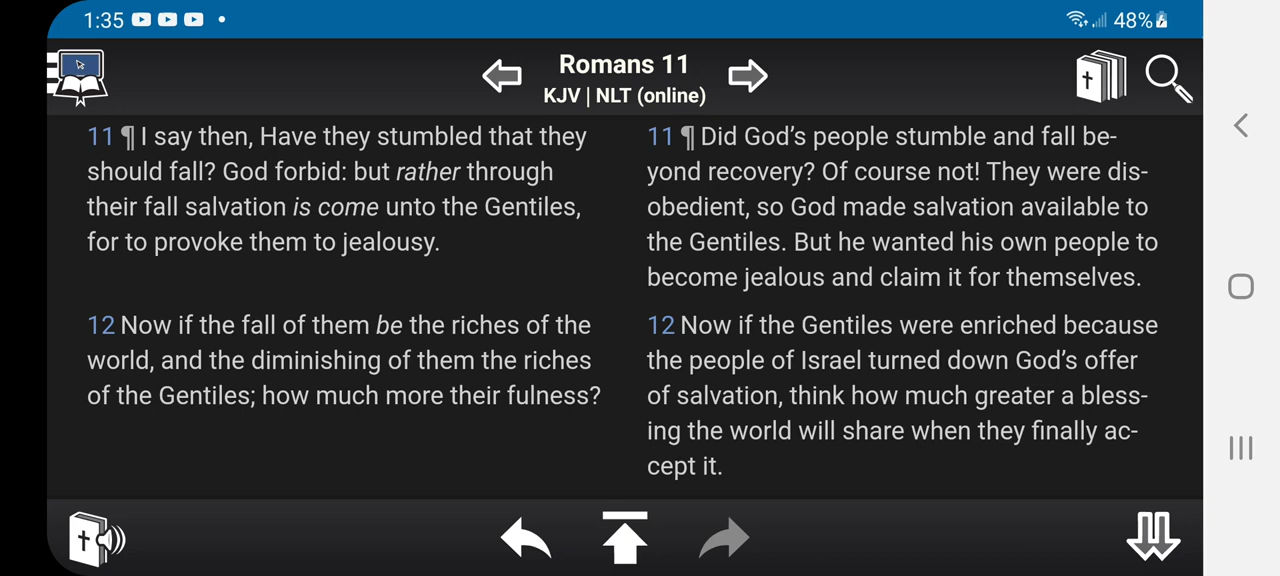 1:35
48%
Romans 11
KJV | NLT (online)
11 ¶ I say then, Have they stumbled that they
should fall? God forbid: but rather through
their fall salvation is come unto the Gentiles,
for to provoke them to jealousy.
12 Now if the fall of them be the riches of the
world, and the diminishing of them the riches
of the Gentiles; how much more their fulness?
11 ¶ Did God’s people stumble and fall be-
yond recovery? Of course not! They were dis-
obedient, so God made salvation available to
the Gentiles. But he wanted his own people to
become jealous and claim it for themselves.
12 Now if the Gentiles were enriched because
the people of Israel turned down God’s offer
of salvation, think how much greater a bless-
ing the world will share when they finally ac-
cept it.